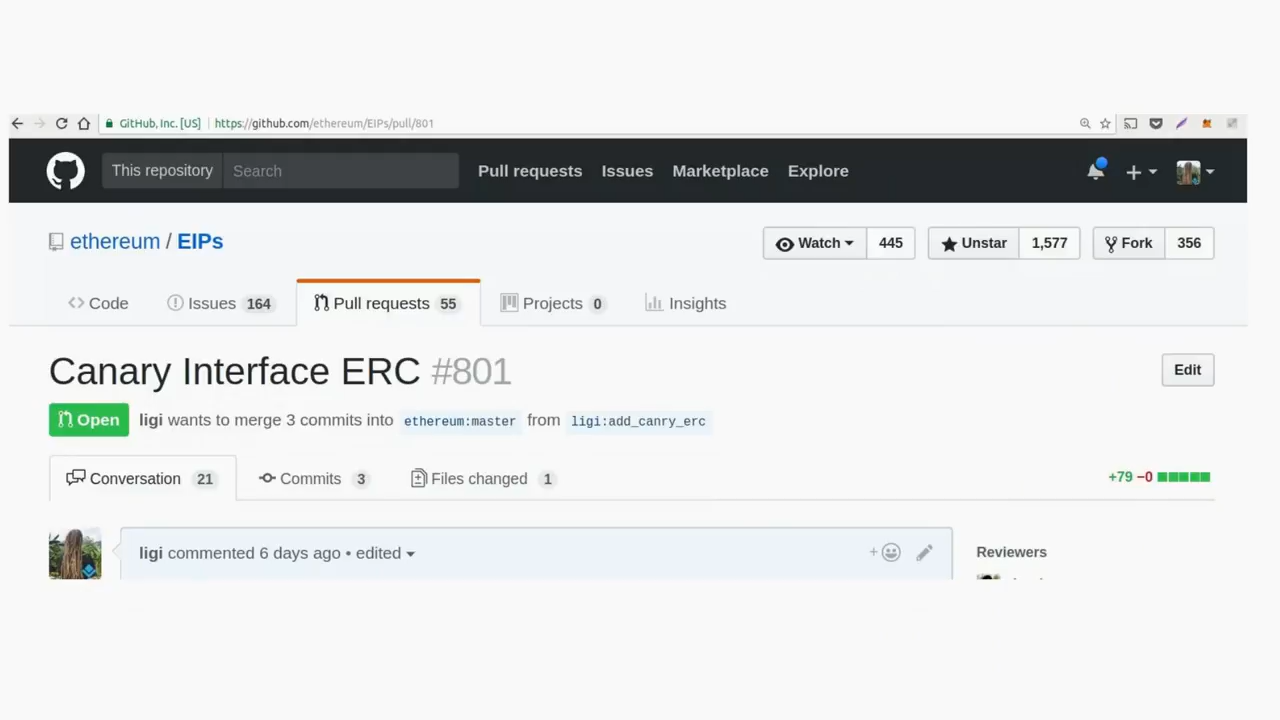 GitHub, Inc. [US] https://github.com/ethereum/EIPs/pull/801
This repository Search Pull requests Issues Marketplace Explore
ethereum / EIPs Watch 445 Unstar 1,577 Fork 356
Code Issues 164 Pull requests 55 Projects 0 Insights
Canary Interface ERC #801 Edit
Open ligi wants to merge 3 commits into ethereum:master from ligi:add_canry_erc
Conversation 21 Commits 3 Files changed 1 +79 −0
ligi commented 6 days ago • edited Reviewers